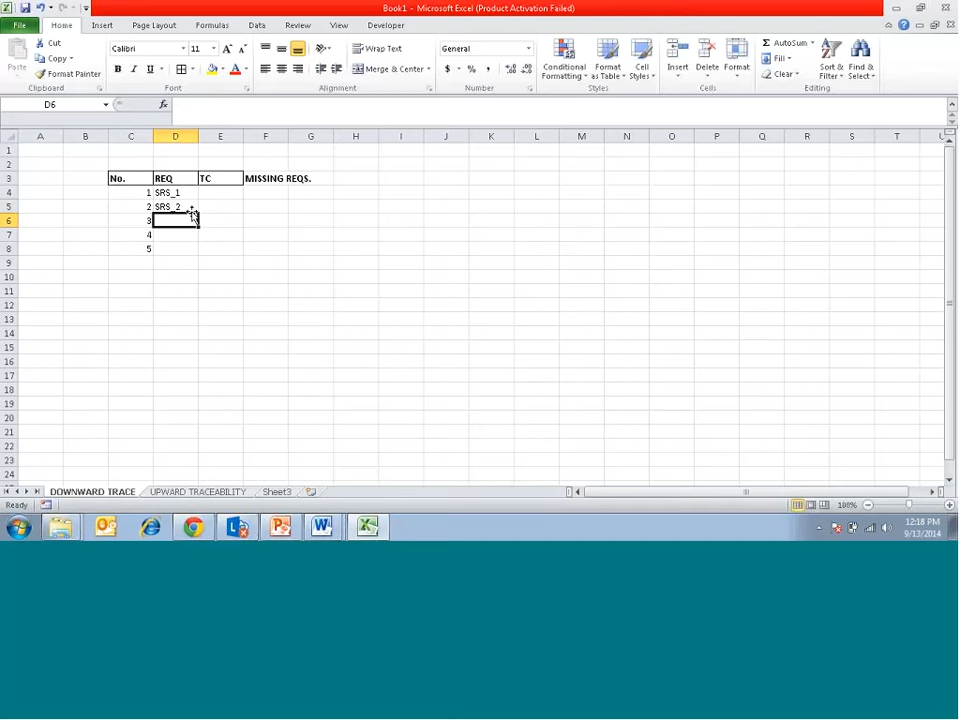 Book1 - Microsoft Excel (Product Activation Failed)
File Home Insert Page Layout Formulas Data Review View Developer
Paste
Cut
Copy
Format Painter
Clipboard
Calibri 11
B I U
Font
Wrap Text
Merge & Center
Alignment
General
$ % ,
Number
Conditional Formatting
Format as Table
Cell Styles
Styles
Insert Delete Format
Cells
AutoSum
Fill
Clear
Sort & Filter
Find & Select
Editing
D6
fx
A B C D E F G H I J K L M N O P Q R S T
1
2
3 No. REQ TC MISSING REQS.
4 1 SRS_1
5 2 SRS_2
6 3
7 4
8 5
9
10
11
12
13
14
15
16
17
18
19
20
21
22
23
24
DOWNWARD TRACE UPWARD TRACEABILITY Sheet3
Ready
100%
12:18 PM
9/13/2014